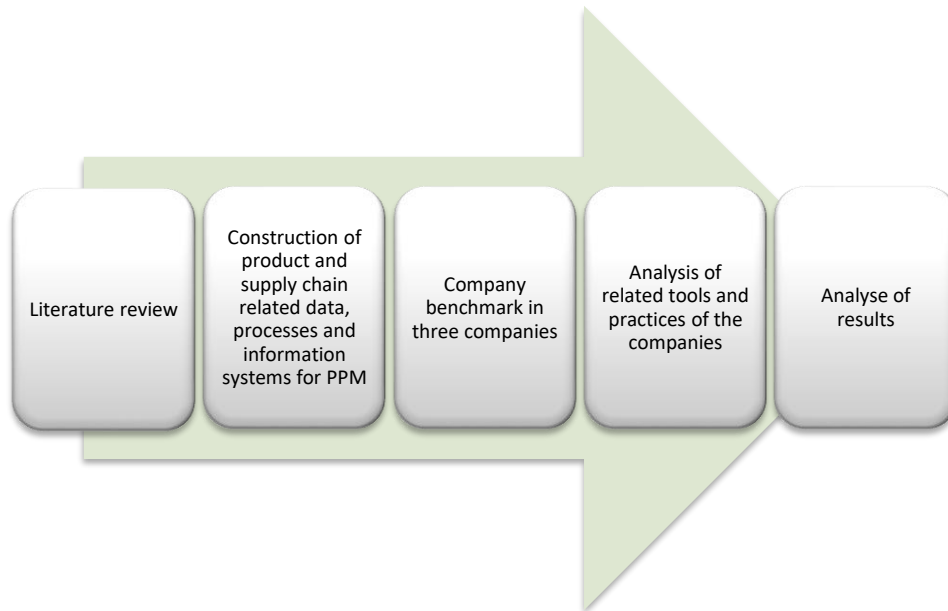 Literature review
Construction of
product and
supply chain
related data,
processes and
information
systems for PPM
Company
benchmark in
three companies
Analysis of
related tools and
practices of the
companies
Analyse of
results